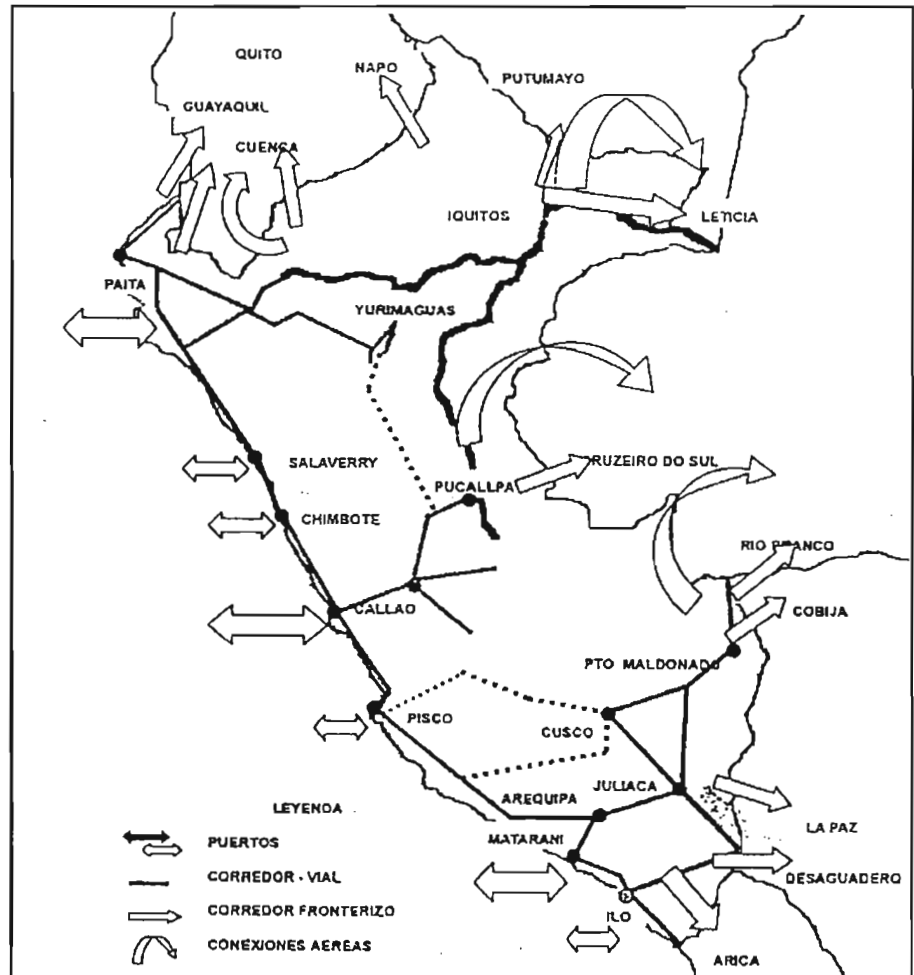 QUITO
NAPO
PUTUMAYO
GUAYAQUIL
CUENCA
IQUITOS
LETICIA
PAITA
YURIMAGUAS
SALAVERRY
CRUZEIRO DO SUL
PUCALLPA
CHIMBOTE
RIO BRANCO
CALLAO
COBIJA
PTO MALDONADO
PISCO
CUSCO
JULIACA
AREQUIPA
LEYENDA
LA PAZ
MATARANI
PUERTOS
DESAGUADERO
CORREDOR - VIAL
ILO
CORREDOR FRONTERIZO
CONEXIONES AEREAS
ARICA